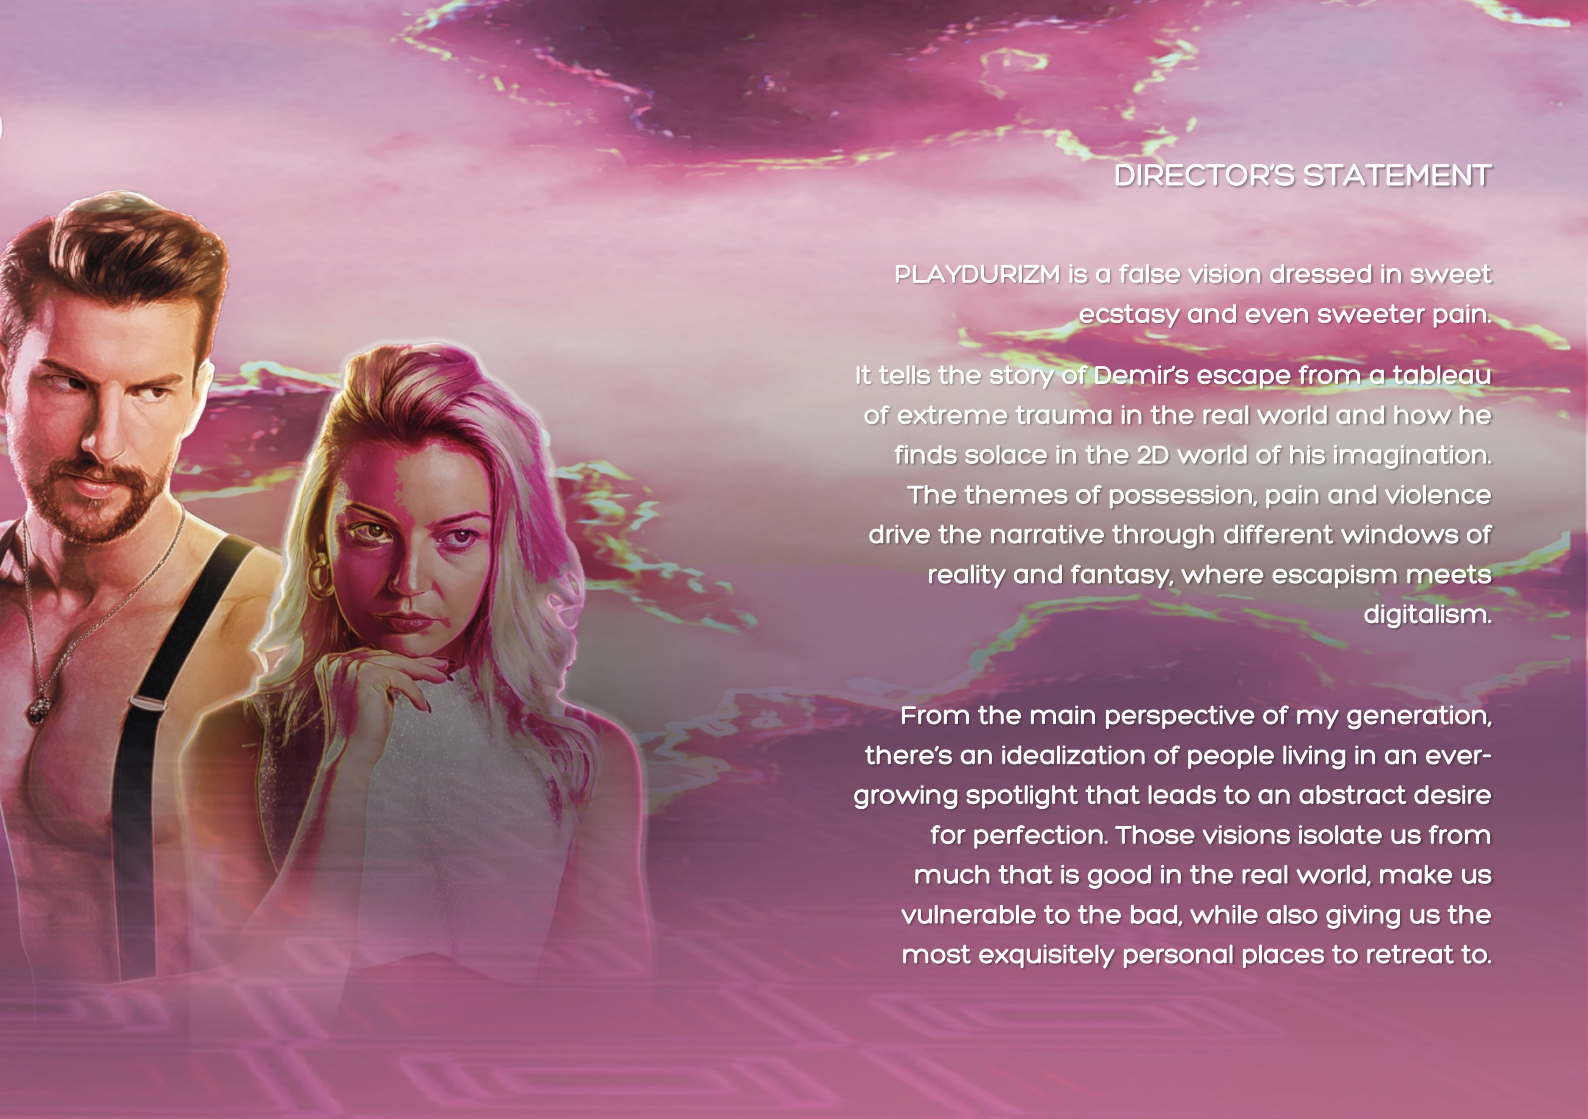 DIRECTOR'S STATEMENT
PLAYDURIZM is a false vision dressed in sweet
ecstasy and even sweeter pain.
It tells the story of Demir's escape from a tableau
of extreme trauma in the real world and how he
finds solace in the 2D world of his imagination.
The themes of possession, pain and violence
drive the narrative through different windows of
reality and fantasy, where escapism meets
digitalism.
From the main perspective of my generation,
there's an idealization of people living in an ever-
growing spotlight that leads to an abstract desire
for perfection. Those visions isolate us from
much that is good in the real world, make us
vulnerable to the bad, while also giving us the
most exquisitely personal places to retreat to.